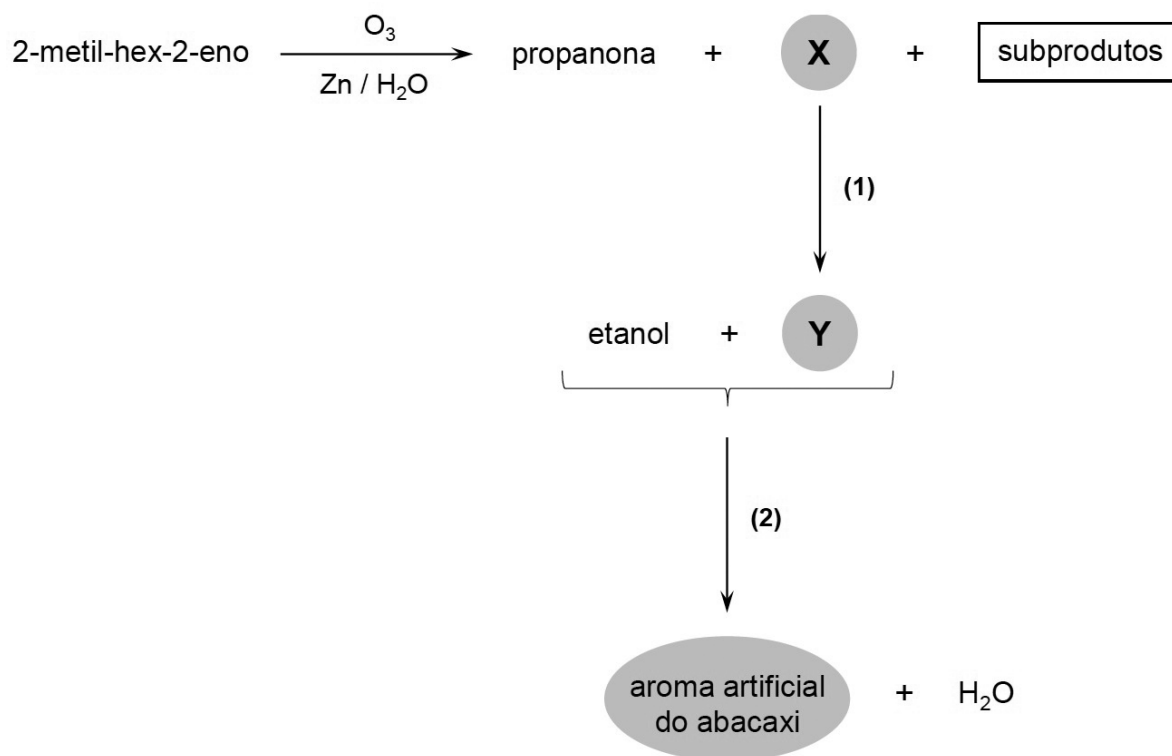 O₃
2-metil-hex-2-eno propanona + X + subprodutos
Zn / H₂O
(1)
etanol + Y
(2)
aroma artificial
do abacaxi + H₂O